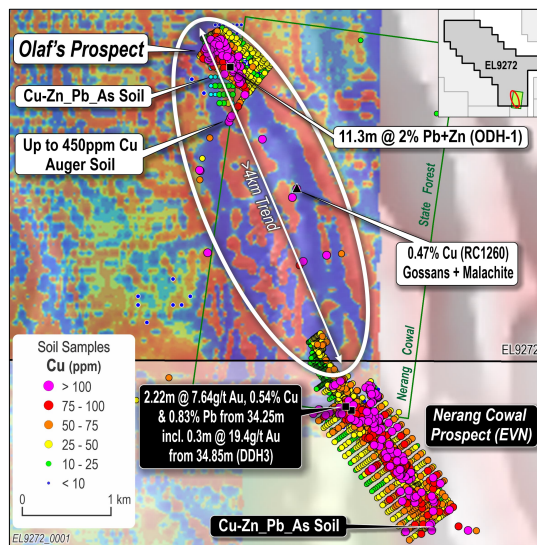 Olaf's Prospect
Cu-Zn_Pb_As Soil
Up to 450ppm Cu
Auger Soil
EL9272
11.3m @ 2% Pb+Zn (ODH-1)
>4km Trend
State Forest
Nerang Cowal
0.47% Cu (RC1260)
Gossans + Malachite
EL9272
Soil Samples
Cu (ppm)
> 100
75 - 100
50 - 75
25 - 50
10 - 25
< 10
0
1 km
EL9272_0001
2.22m @ 7.64g/t Au, 0.54% Cu
& 0.83% Pb from 34.25m
incl. 0.3m @ 19.4g/t Au
from 34.85m (DDH3)
Nerang Cowal
Prospect (EVN)
Cu-Zn_Pb_As Soil